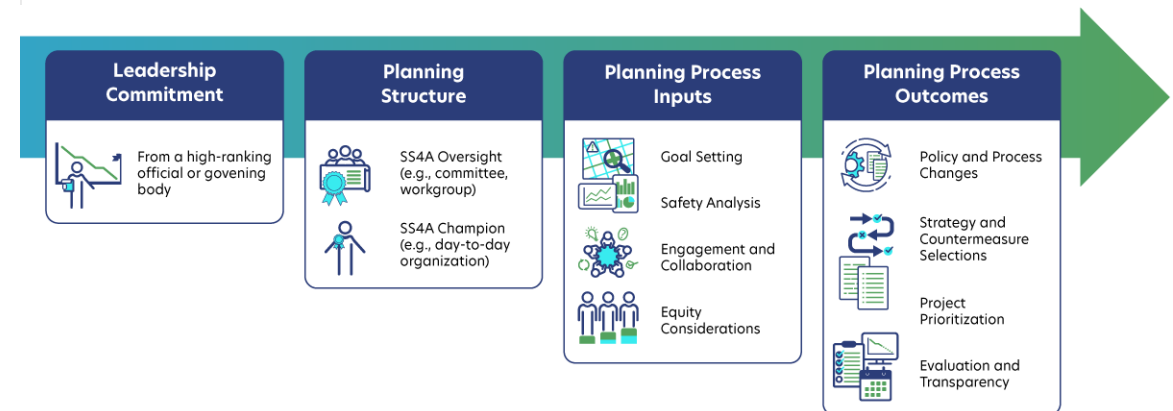 Leadership
Commitment
From a high-ranking
official or govening
body
Planning
Structure
SS4A Oversight
(e.g., committee,
workgroup)
SS4A Champion
(e.g., day-to-day
organization)
Planning Process
Inputs
Goal Setting
Safety Analysis
Engagement and
Collaboration
Equity
Considerations
Planning Process
Outcomes
Policy and Process
Changes
Strategy and
Countermeasure
Selections
Project
Prioritization
Evaluation and
Transparency